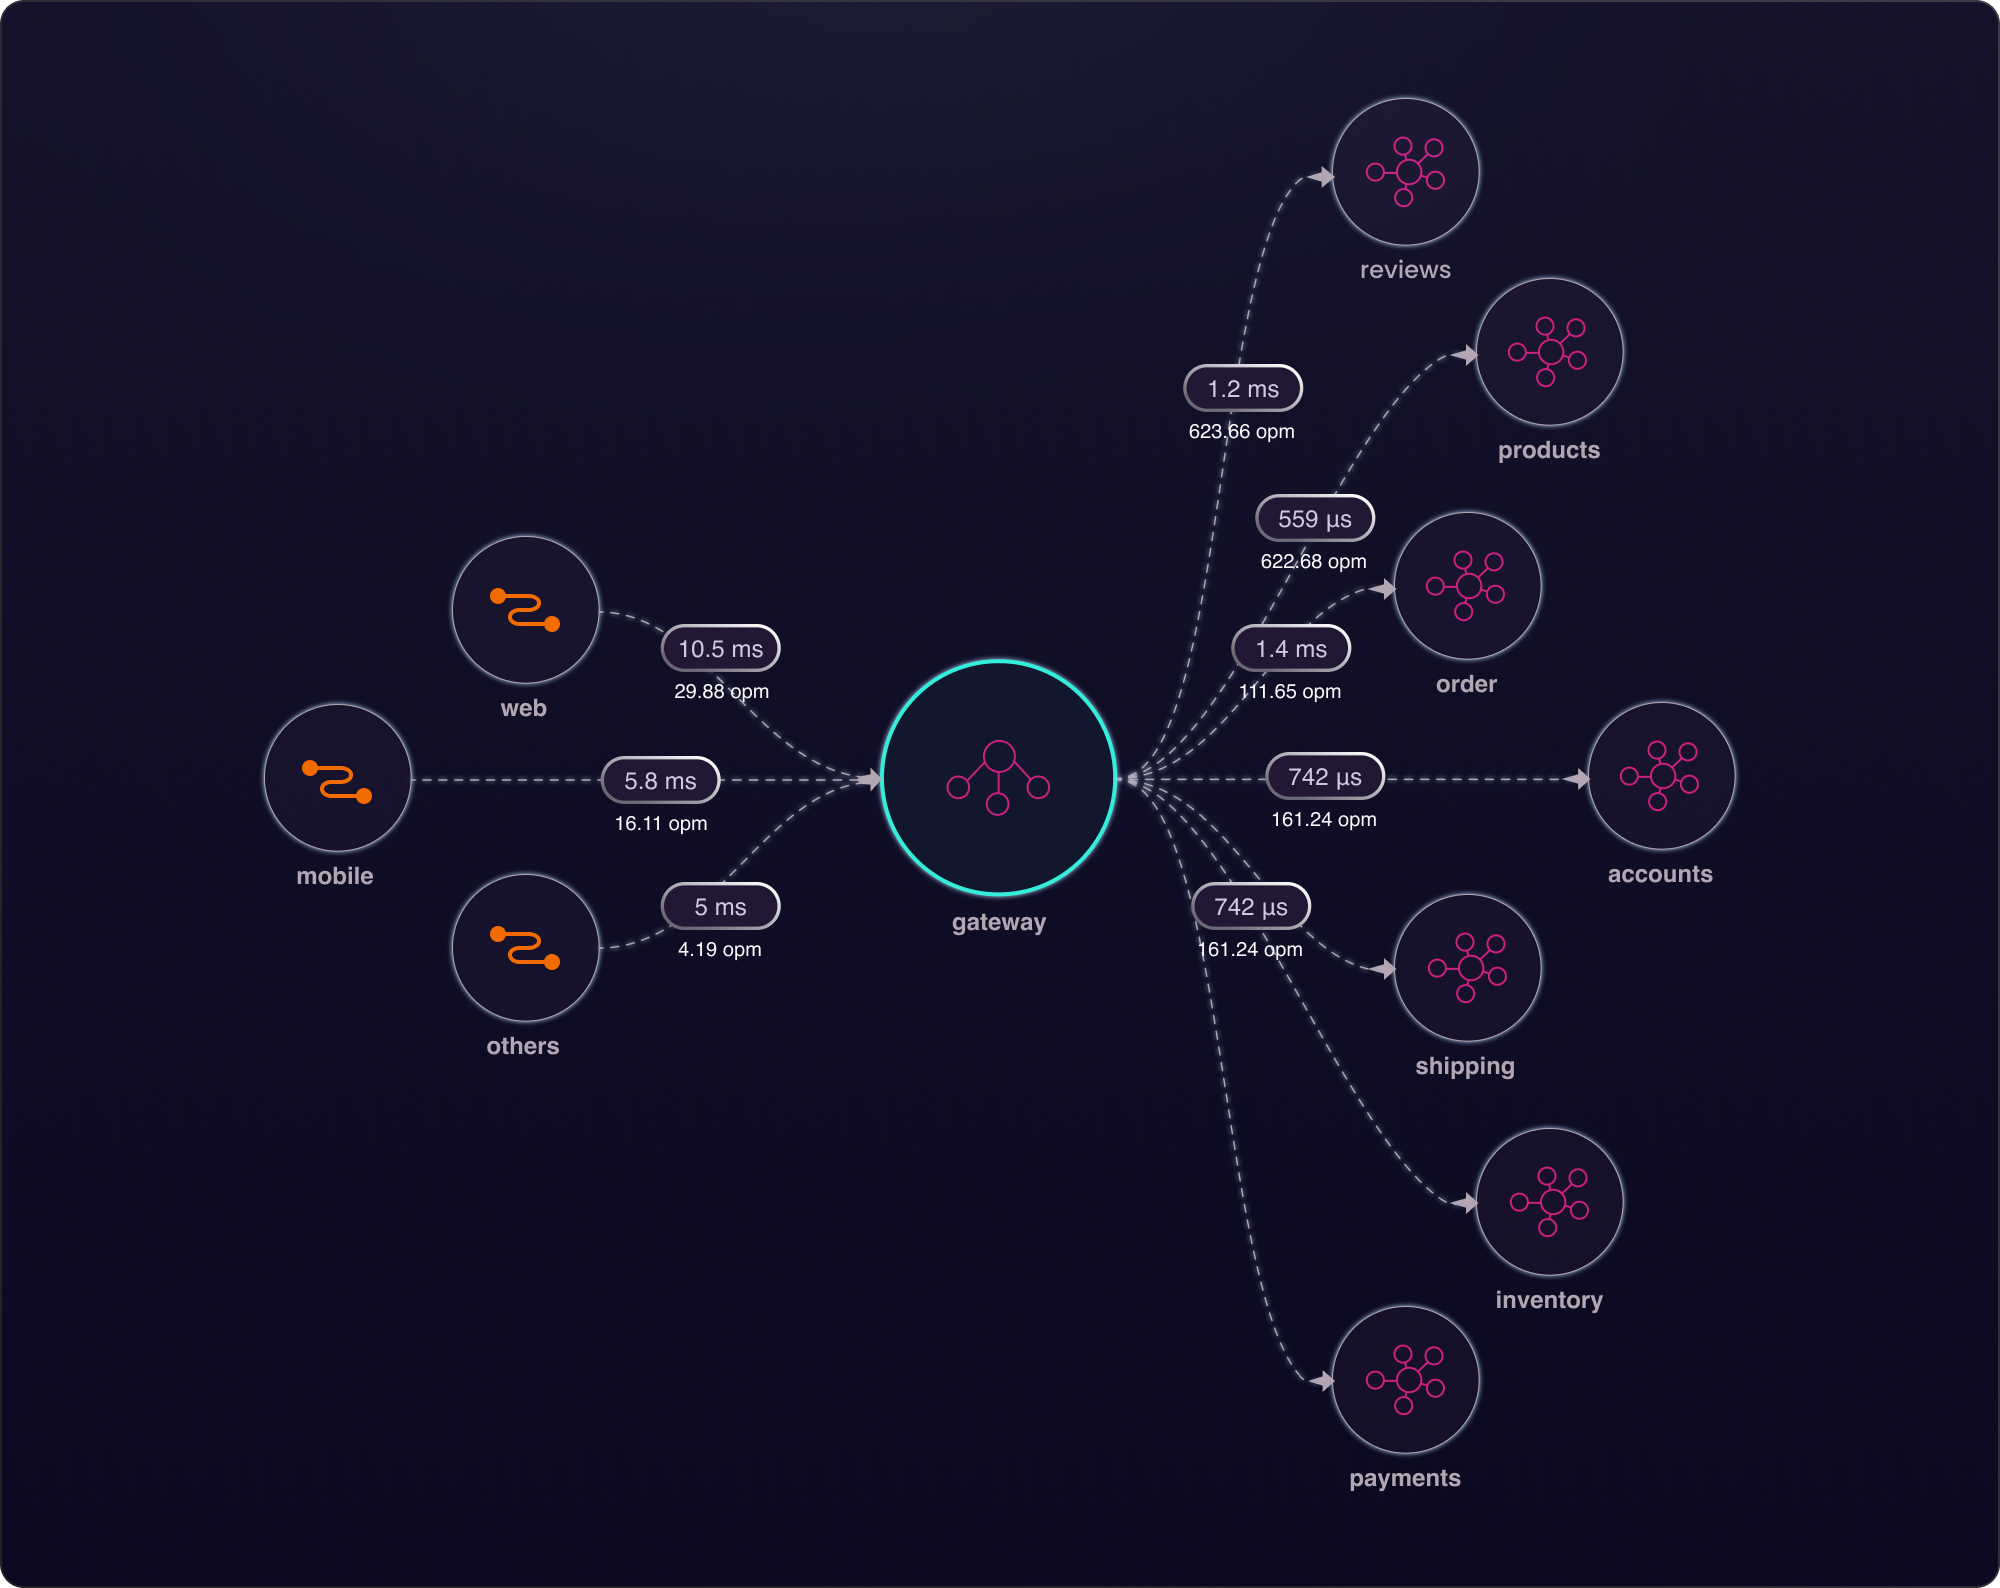 reviews
1.2 ms
623.66 opm
products
559 µs
622.68 opm
order
1.4 ms
111.65 opm
web
10.5 ms
29.88 opm
mobile
5.8 ms
16.11 opm
gateway
742 µs
161.24 opm
accounts
others
5 ms
4.19 opm
742 µs
161.24 opm
shipping
inventory
payments